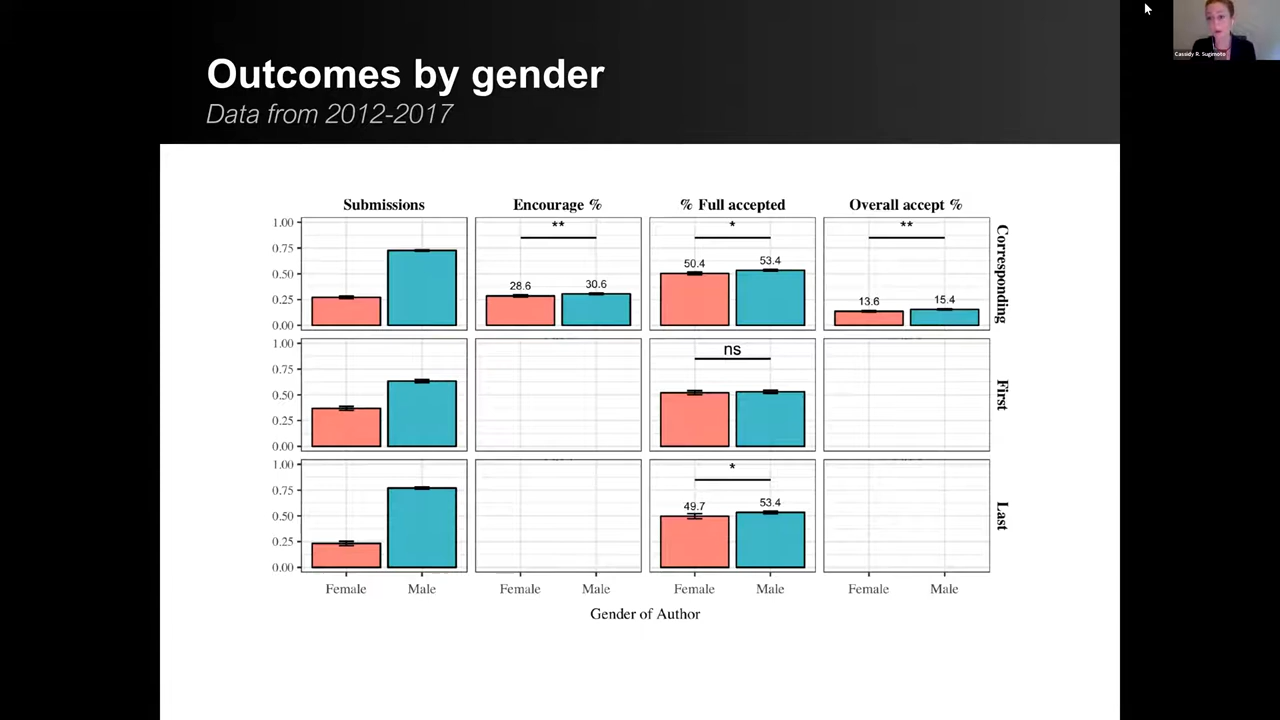 Cassidy R. Sugimoto
Outcomes by gender
Data from 2012-2017
Submissions Encourage % % Full accepted Overall accept %
1.00 0.75 0.50 0.25 0.00
** * **
28.6 30.6 50.4 53.4 13.6 15.4
Corresponding
1.00 0.75 0.50 0.25 0.00
ns
First
1.00 0.75 0.50 0.25 0.00
*
49.7 53.4
Last
Female Male Female Male Female Male Female Male
Gender of Author